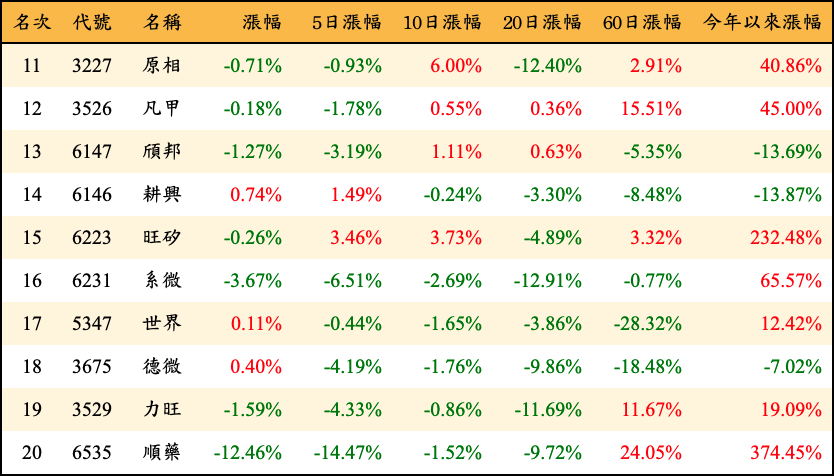 名次 代號 名稱 漲幅 5日漲幅 10日漲幅 20日漲幅 60日漲幅 今年以來漲幅
11 3227 原相 -0.71% -0.93% 6.00% -12.40% 2.91% 40.86%
12 3526 凡甲 -0.18% -1.78% 0.55% 0.36% 15.51% 45.00%
13 6147 頎邦 -1.27% -3.19% 1.11% 0.63% -5.35% -13.69%
14 6146 耕興 0.74% 1.49% -0.24% -3.30% -8.48% -13.87%
15 6223 旺矽 -0.26% 3.46% 3.73% -4.89% 3.32% 232.48%
16 6231 系微 -3.67% -6.51% -2.69% -12.91% -0.77% 65.57%
17 5347 世界 0.11% -0.44% -1.65% -3.86% -28.32% 12.42%
18 3675 德微 0.40% -4.19% -1.76% -9.86% -18.48% -7.02%
19 3529 力旺 -1.59% -4.33% -0.86% -11.69% 11.67% 19.09%
20 6535 順藥 -12.46% -14.47% -1.52% -9.72% 24.05% 374.45%